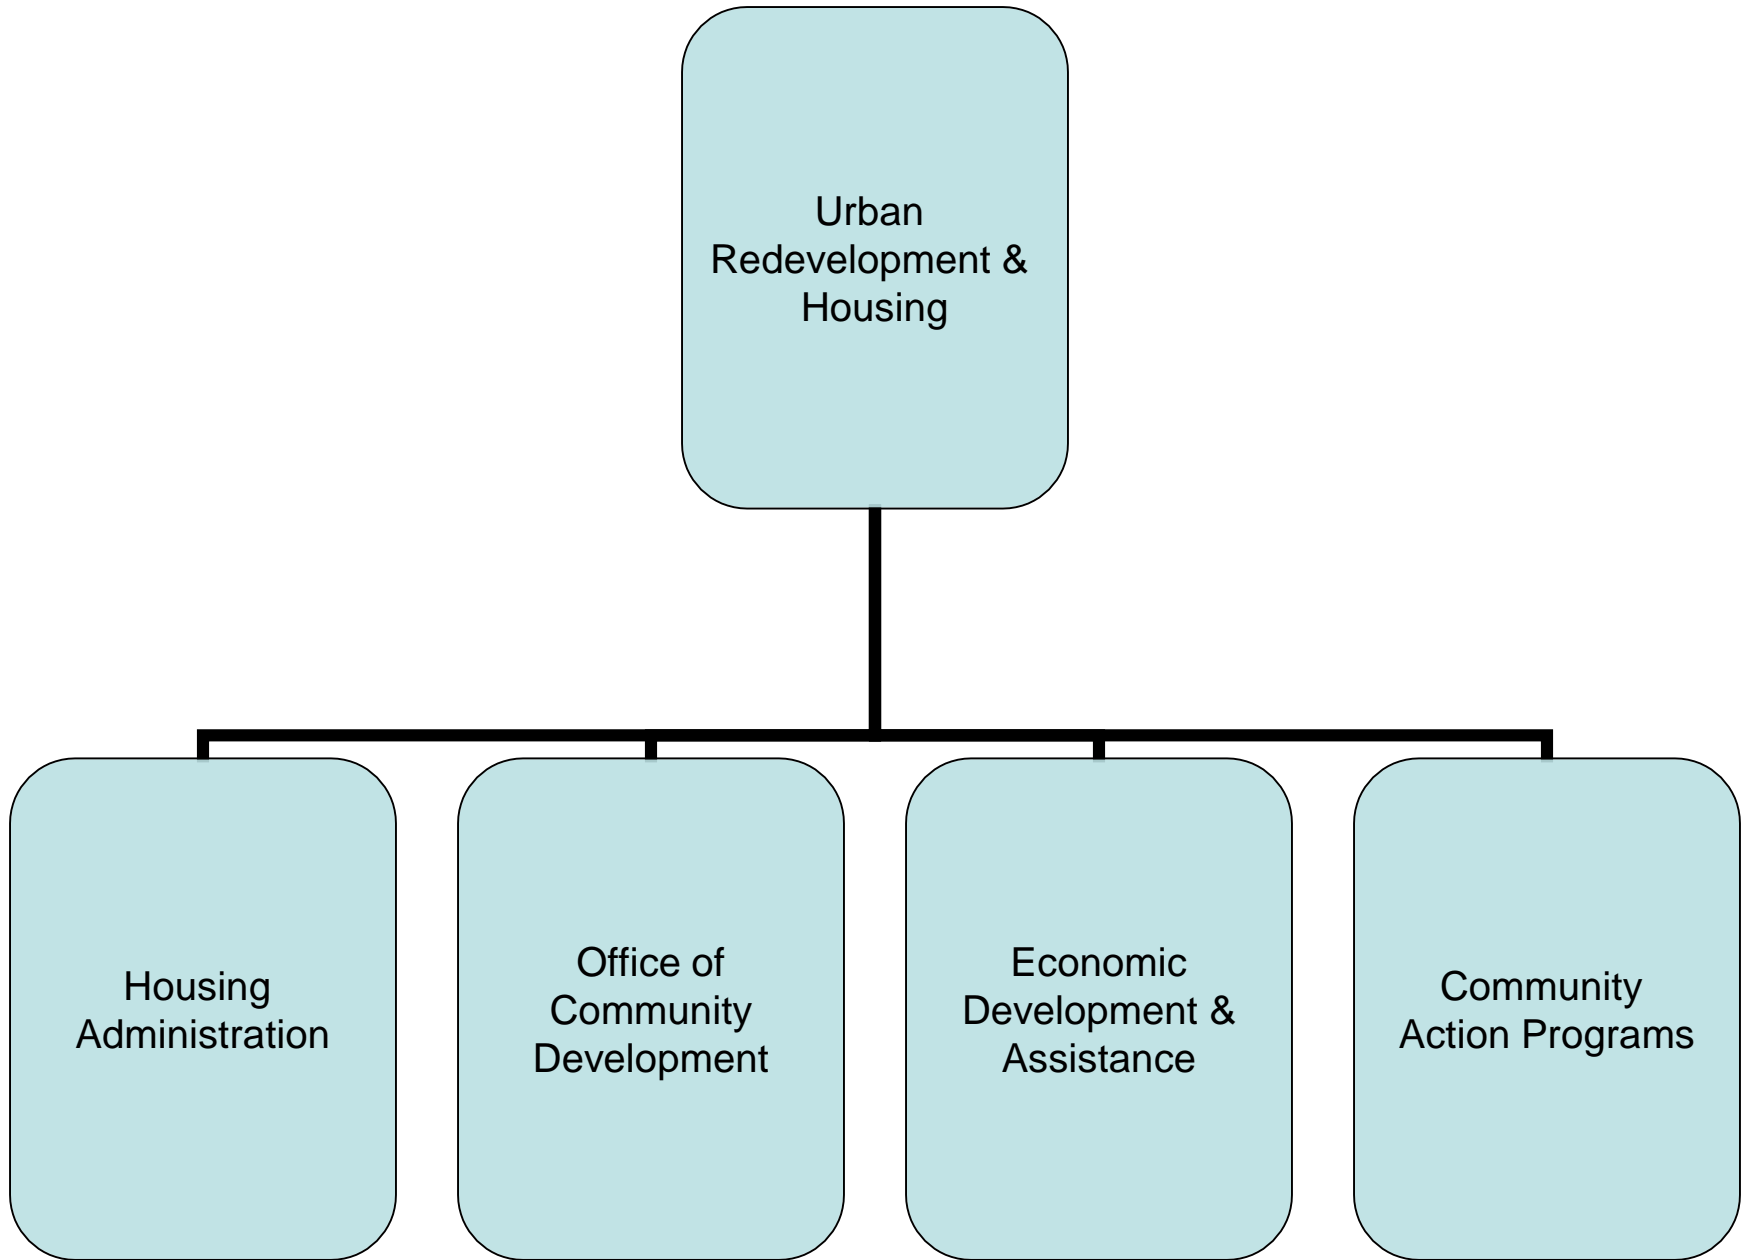 Urban
Redevelopment &
Housing
Housing
Administration
Office of
Community
Development
Economic
Development &
Assistance
Community
Action Programs